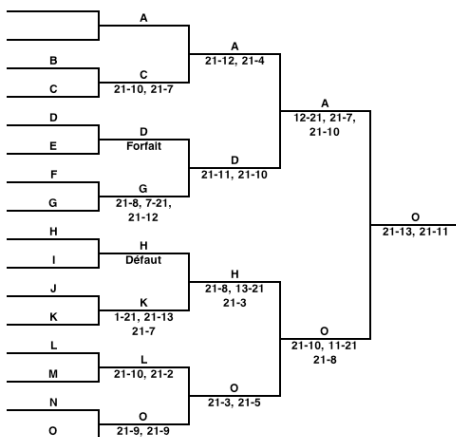 A
B
C
C
21-10, 21-7
A
21-12, 21-4
D
E
D
Forfait
F
G
G
21-8, 7-21,
21-12
D
21-11, 21-10
A
12-21, 21-7,
21-10
H
I
H
Défaut
J
K
K
1-21, 21-13
21-7
H
21-8, 13-21
21-3
L
M
L
21-10, 21-2
N
O
O
21-9, 21-9
O
21-3, 21-5
O
21-10, 11-21
21-8
O
21-13, 21-11